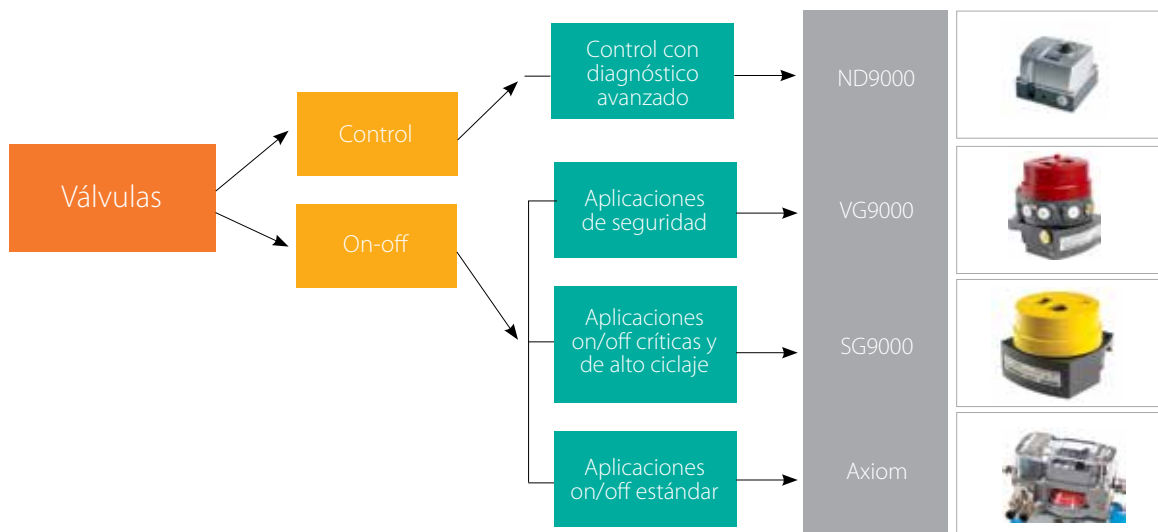 Válvulas
Control
On-off
Control con
diagnóstico
avanzado
Aplicaciones
de seguridad
Aplicaciones
on/off críticas y
de alto ciclaje
Aplicaciones
on/off estándar
ND9000
VG9000
SG9000
Axiom